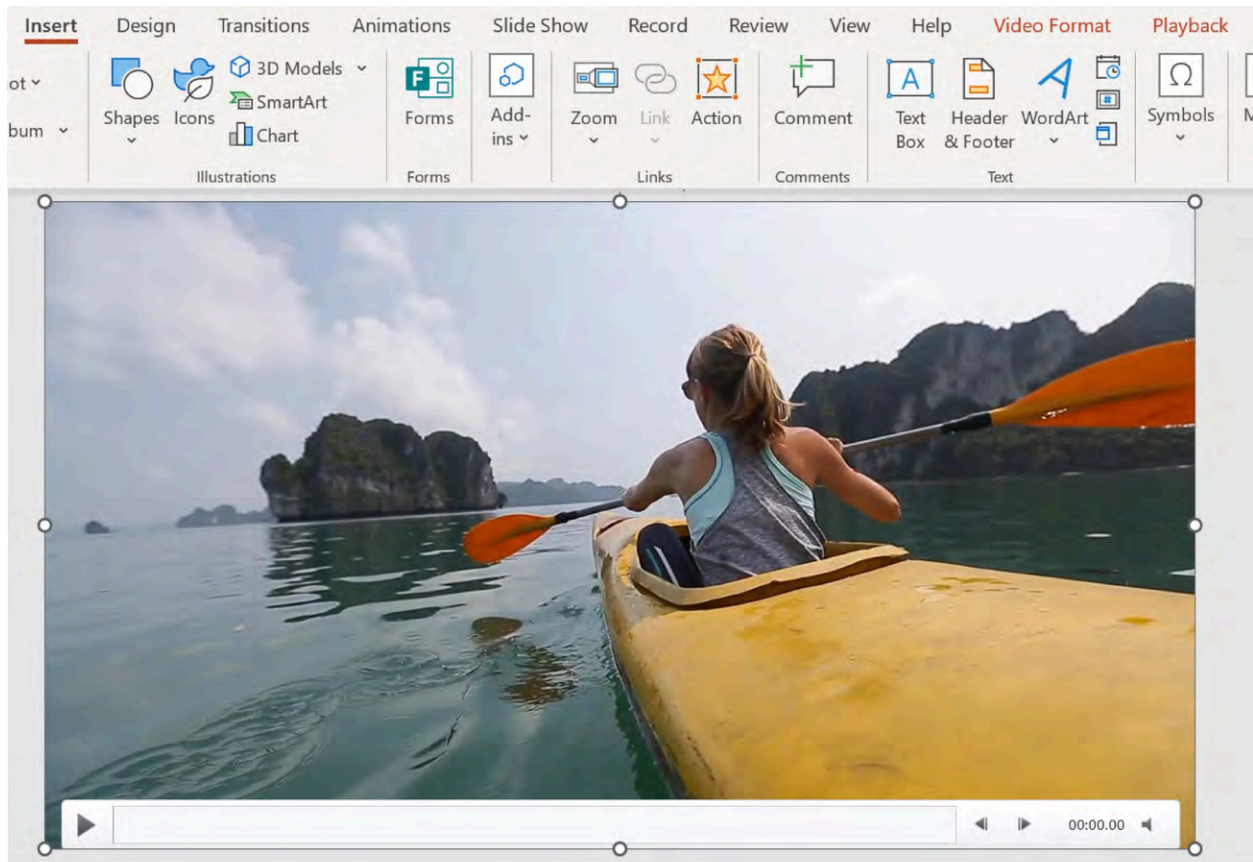 Insert Design Transitions Animations Slide Show Record Review View Help Video Format Playback
ot
bum
Shapes
Icons
3D Models
SmartArt
Chart
Illustrations
F
Forms
Forms
Add-
ins
Zoom
Link
Action
Links
Comment
Comments
A
Text
Box
Header
& Footer
WordArt
#
Text
Ω
Symbols
M
00:00.00